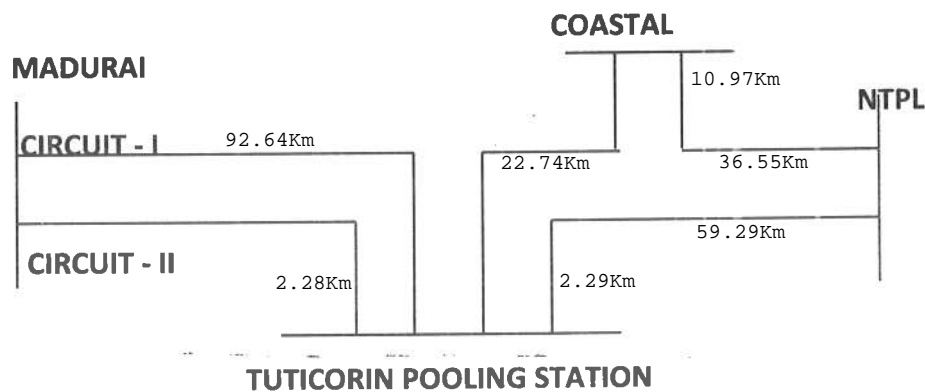 COASTAL
MADURAI
10.97Km
NTPL
CIRCUIT - I
92.64Km
22.74Km
36.55Km
59.29Km
CIRCUIT - II
2.28Km
2.29Km
TUTICORIN POOLING STATION